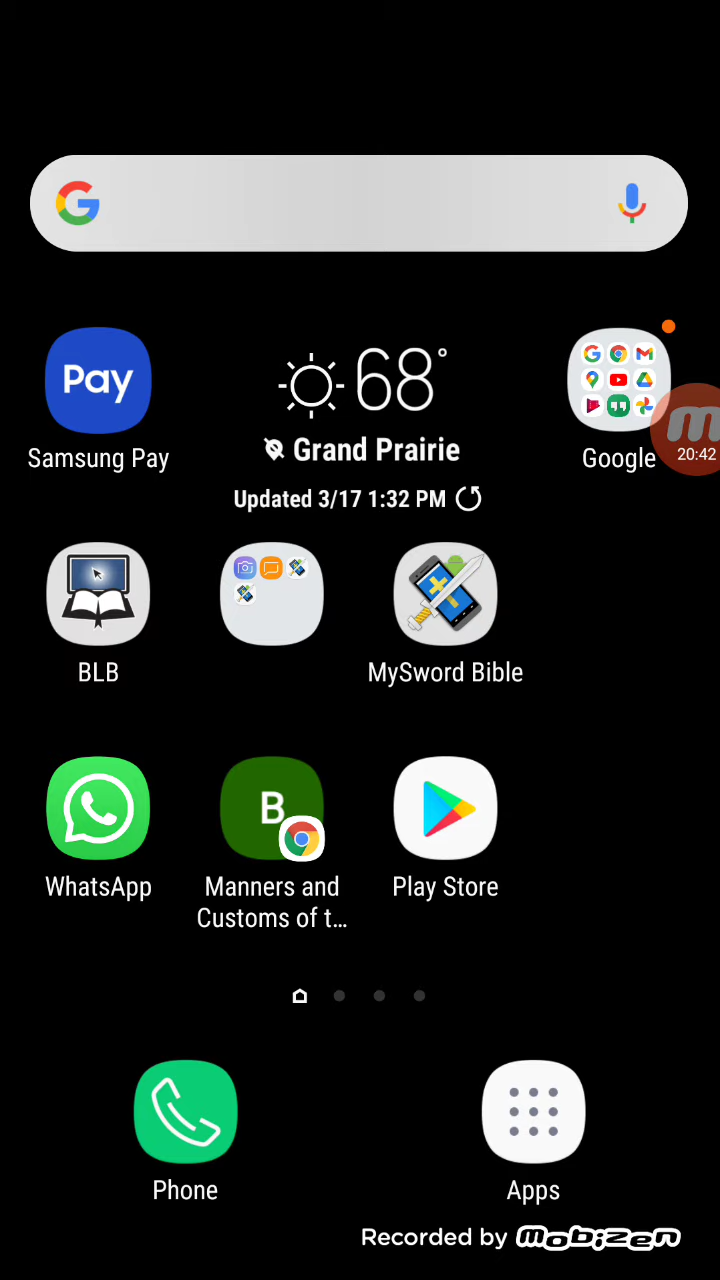 Pay
68°
Samsung Pay
Grand Prairie
Updated 3/17 1:32 PM
Google
20:42
BLB
MySword Bible
B
WhatsApp
Manners and
Customs of t...
Play Store
Phone
Apps
Recorded by mobizen